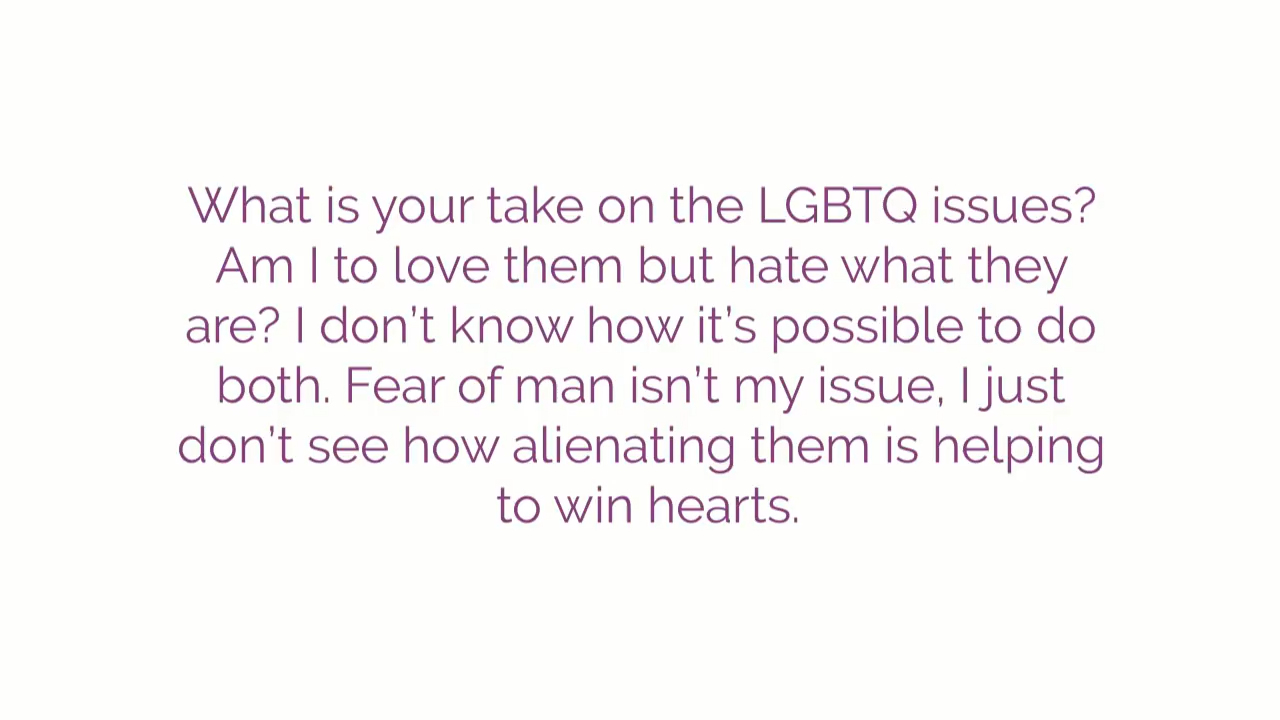 What is your take on the LGBTQ issues?
Am I to love them but hate what they
are? I don’t know how it’s possible to do
both. Fear of man isn’t my issue, I just
don’t see how alienating them is helping
to win hearts.